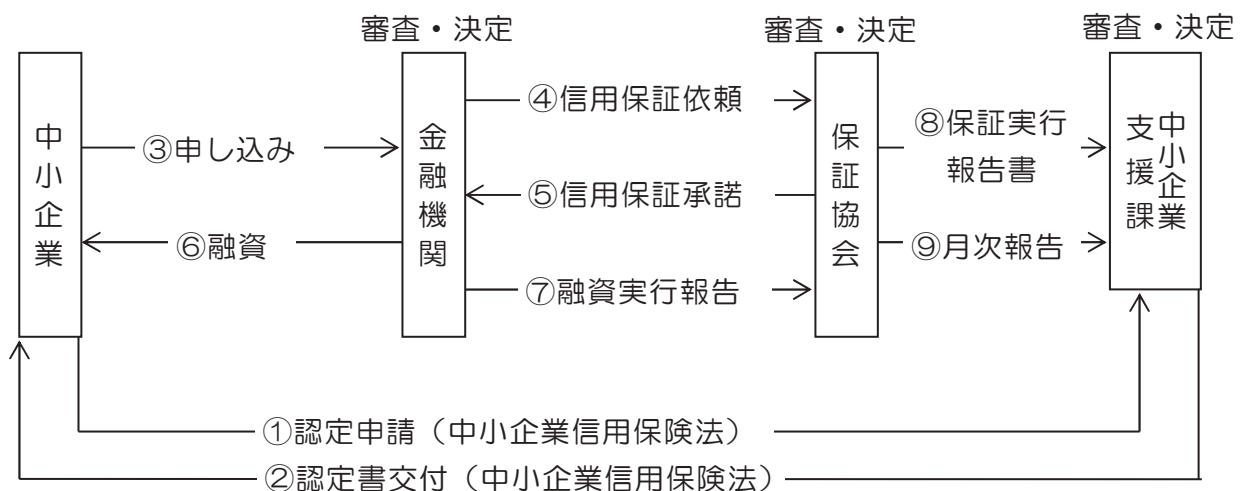 審査・決定
審査・決定
審査・決定
中小企業
③申し込み
⑥融資
金融機関
④信用保証依頼
⑤信用保証承諾
⑦融資実行報告
保証協会
⑧保証実行
報告書
⑨月次報告
中小企業
支援課
①認定申請（中小企業信用保険法）
②認定書交付（中小企業信用保険法）